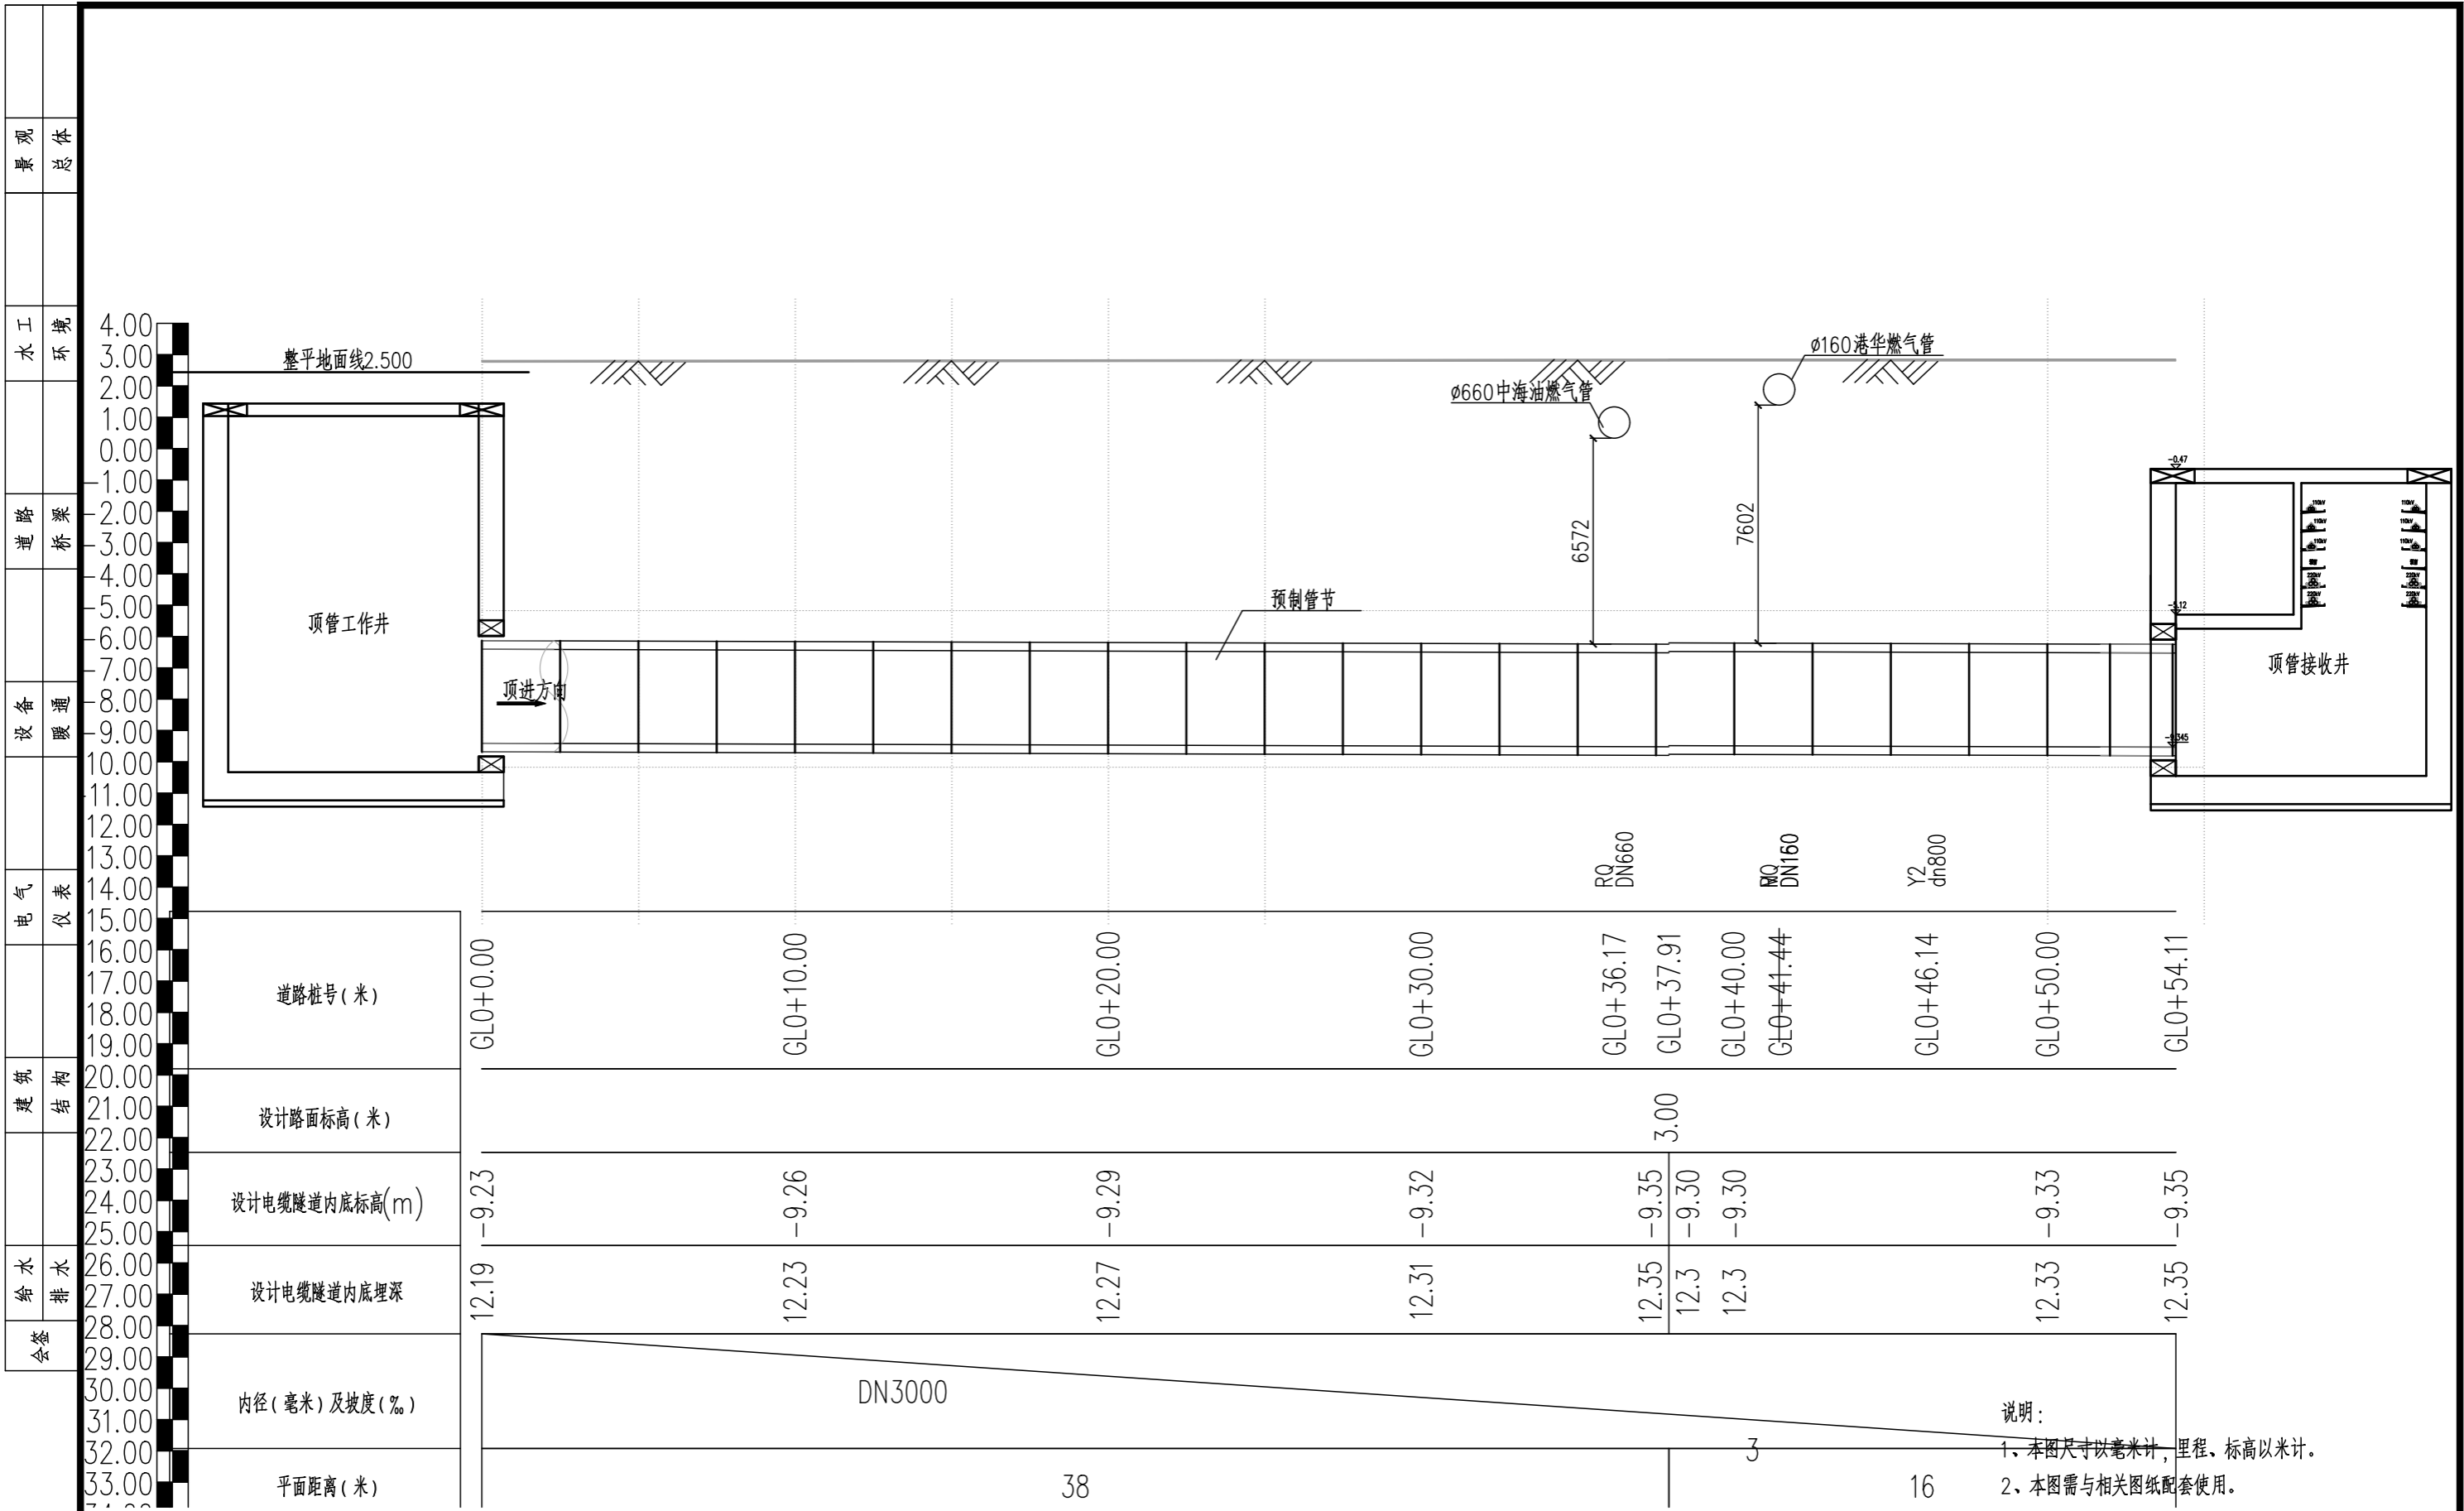 景观
总体
水工
环境
道路
桥梁
设备
暖通
电气
仪表
建筑
结构
给水
排水
会签
4.00
3.00
2.00
1.00
0.00
-1.00
-2.00
-3.00
-4.00
-5.00
-6.00
-7.00
-8.00
-9.00
10.00
-11.00
12.00
13.00
14.00
15.00
16.00
17.00
18.00
19.00
20.00
21.00
22.00
23.00
24.00
25.00
26.00
27.00
28.00
29.00
30.00
31.00
32.00
33.00
整平地面线2.500
顶管工作井
顶进方向
预制管节
Ø660中海油燃气管
Ø160港华燃气管
6572
7602
-0.47
-5.12
-9.345
110kV
110kV
110kV
110kV
110kV
110kV
220kV
220kV
220kV
220kV
顶管接收井
RQ
DN660
DN160
Y2
dn800
道路桩号(米)
GL0+0.00
GL0+10.00
GL0+20.00
GL0+30.00
GL0+36.17
GL0+37.91
GL0+40.00
GL0+41.44
GL0+46.14
GL0+50.00
GL0+54.11
设计路面标高(米)
3.00
设计电缆隧道内底标高(m)
-9.23
-9.26
-9.29
-9.32
-9.35
-9.30
-9.30
-9.33
-9.35
设计电缆隧道内底埋深
12.19
12.23
12.27
12.31
12.35
12.3
12.3
12.33
12.35
内径(毫米)及坡度(‰)
DN3000
3
平面距离(米)
38
16
说明:
1、本图尺寸以毫米计,里程、标高以米计。
2、本图需与相关图纸配套使用。